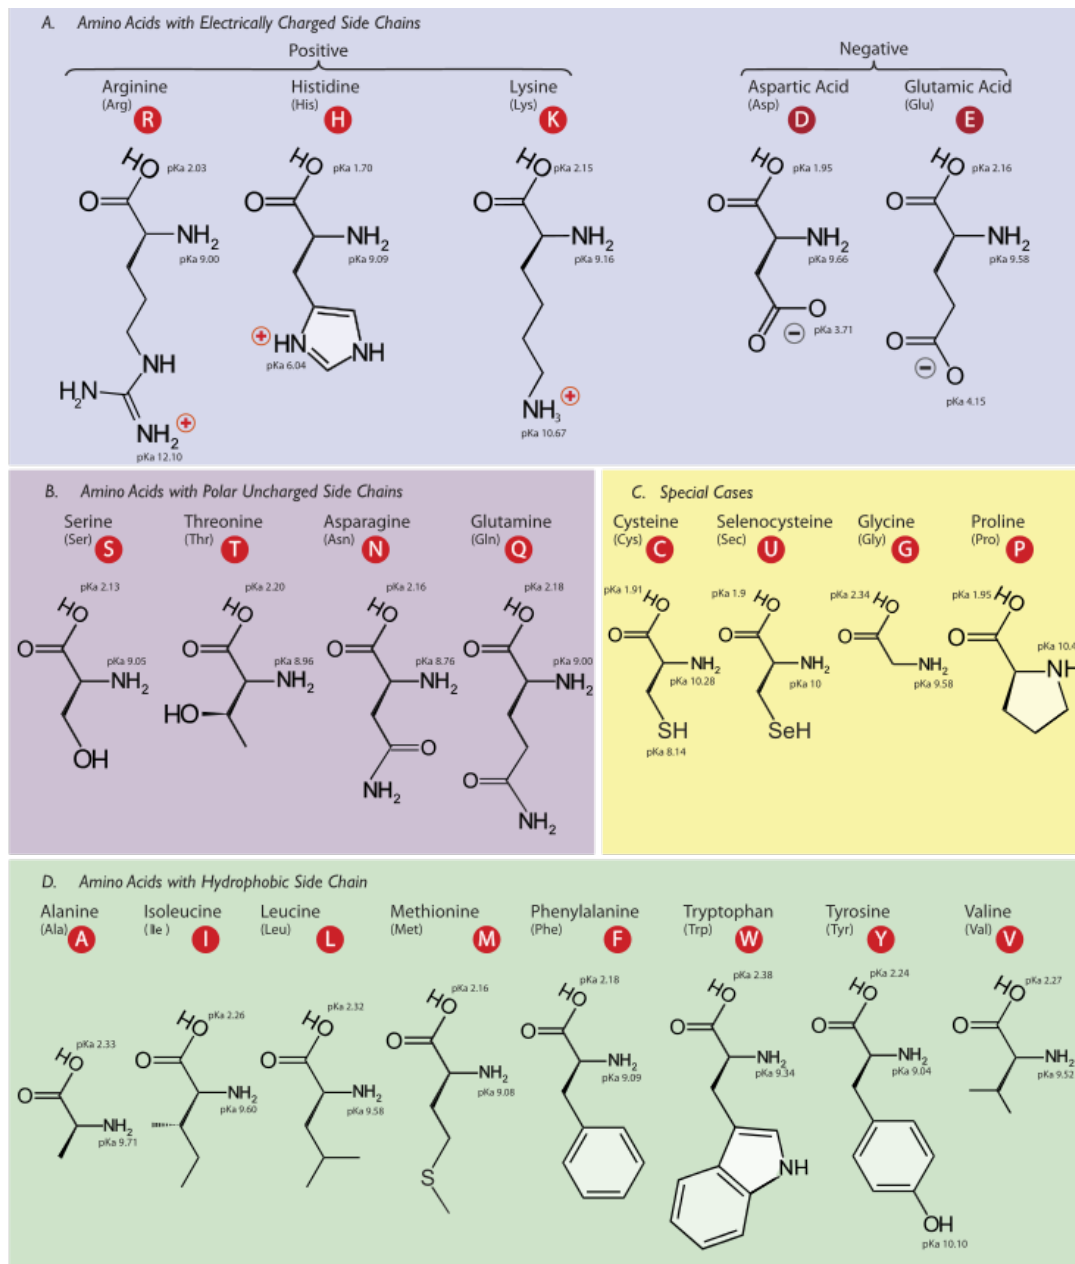 A. Amino Acids with Electrically Charged Side Chains
Positive
Negative
Arginine
(Arg)
R
Histidine
(His)
H
Lysine
(Lys)
K
Aspartic Acid
(Asp)
D
Glutamic Acid
(Glu)
E
HO pKa 2.03
O
NH2
pKa 9.00
NH
H2N
NH2
pKa 12.10
HO pKa 1.70
O
NH2
pKa 9.09
HN
NH
pKa 6.04
HO pKa 2.15
O
NH2
pKa 9.16
NH3
pKa 10.67
HO pKa 1.95
O
NH2
pKa 9.66
O
pKa 3.71
O
HO pKa 2.16
O
NH2
pKa 9.58
O
O
pKa 4.15
B. Amino Acids with Polar Uncharged Side Chains
Serine
(Ser)
S
Threonine
(Thr)
T
Asparagine
(Asn)
N
Glutamine
(Gln)
Q
pKa 2.13
HO
O
pKa 9.05
NH2
OH
pKa 2.20
HO
O
pKa 8.96
NH2
HO
pKa 2.16
HO
O
pKa 8.76
NH2
O
NH2
pKa 2.18
HO
O
pKa 9.00
NH2
O
NH2
C. Special Cases
Cysteine
(Cys)
C
Selenocysteine
(Sec)
U
Glycine
(Gly)
G
Proline
(Pro)
P
pKa 1.91 HO
O
NH2
pKa 10.28
SH
pKa 8.14
pKa 1.9 HO
O
NH2
pKa 10
SeH
pKa 2.34 HO
O
NH2
pKa 9.58
pKa 1.95 HO
O
pKa 10.4
NH
D. Amino Acids with Hydrophobic Side Chain
Alanine
(Ala)
A
Isoleucine
(Ile)
I
Leucine
(Leu)
L
Methionine
(Met)
M
Phenylalanine
(Phe)
F
Tryptophan
(Trp)
W
Tyrosine
(Tyr)
Y
Valine
(Val)
V
pKa 2.33
HO
O
NH2
pKa 9.71
HO pKa 2.26
O
NH2
pKa 9.60
pKa 2.32
HO
O
NH2
pKa 9.58
pKa 2.16
HO
O
NH2
pKa 9.08
S
pKa 2.18
HO
O
NH2
pKa 9.09
pKa 2.38
HO
O
NH2
pKa 9.34
NH
pKa 2.24
HO
O
NH2
pKa 9.04
OH
pKa 10.10
HO pKa 2.27
O
NH2
pKa 9.52